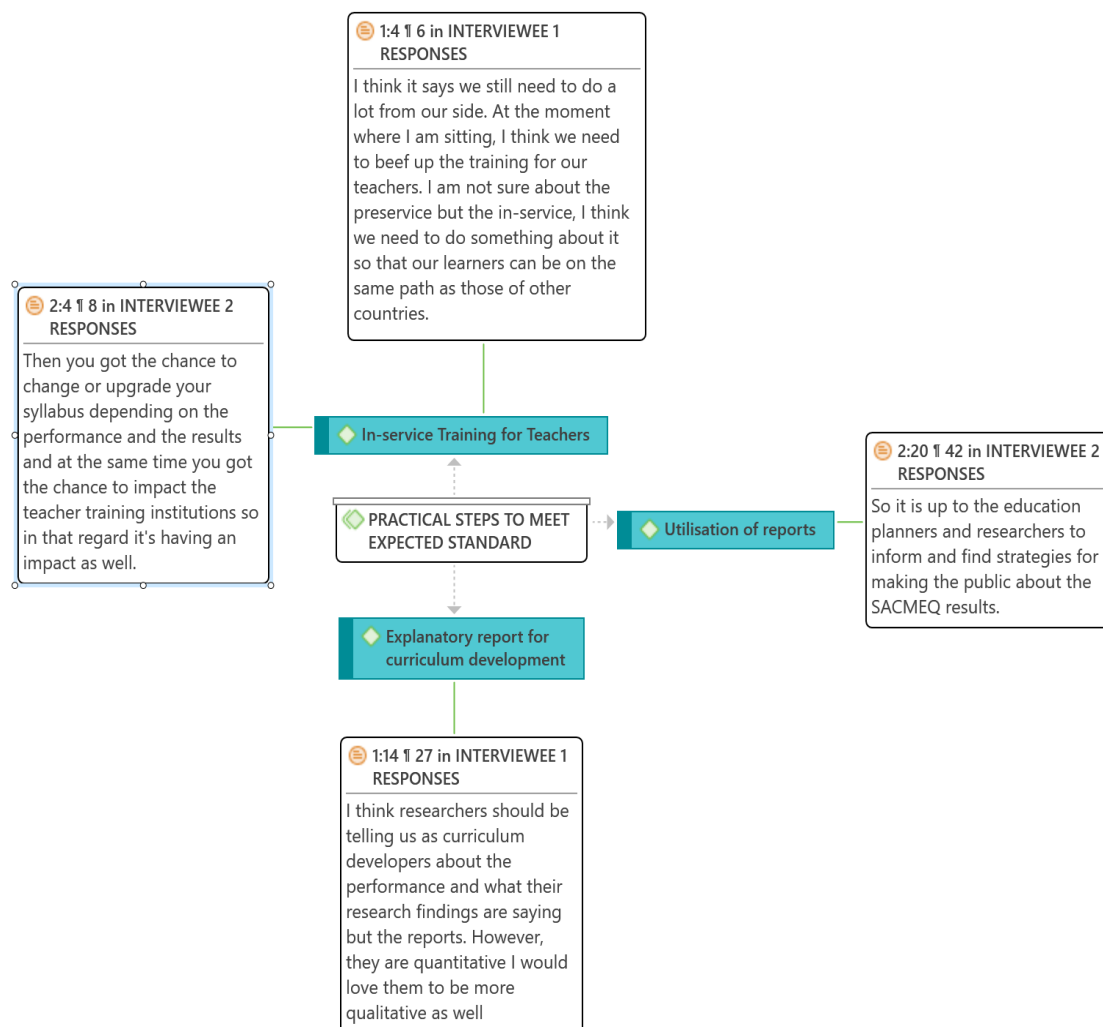 1:4 ¶ 6 in INTERVIEWEE 1
RESPONSES
I think it says we still need to do a
lot from our side. At the moment
where I am sitting, I think we need
to beef up the training for our
teachers. I am not sure about the
preservice but the in-service, I think
we need to do something about it
so that our learners can be on the
same path as those of other
countries.
2:4 ¶ 8 in INTERVIEWEE 2
RESPONSES
Then you got the chance to
change or upgrade your
syllabus depending on the
performance and the results
and at the same time you got
the chance to impact the
teacher training institutions so
in that regard it's having an
impact as well.
In-service Training for Teachers
PRACTICAL STEPS TO MEET
EXPECTED STANDARD
Utilisation of reports
2:20 ¶ 42 in INTERVIEWEE 2
RESPONSES
So it is up to the education
planners and researchers to
inform and find strategies for
making the public about the
SACMEQ results.
Explanatory report for
curriculum development
1:14 ¶ 27 in INTERVIEWEE 1
RESPONSES
I think researchers should be
telling us as curriculum
developers about the
performance and what their
research findings are saying
but the reports. However,
they are quantitative I would
love them to be more
qualitative as well